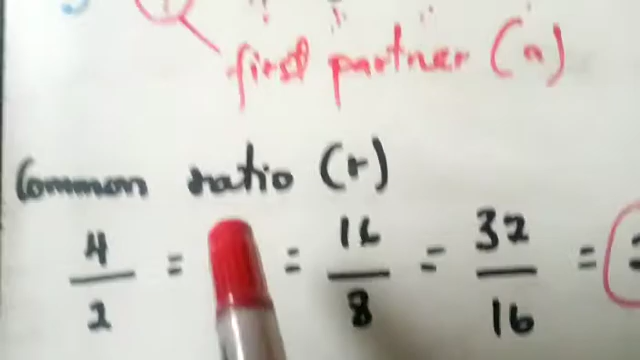 first partner (a)
Common ratio (r)
4/2 = = 16/8 = 32/16 =